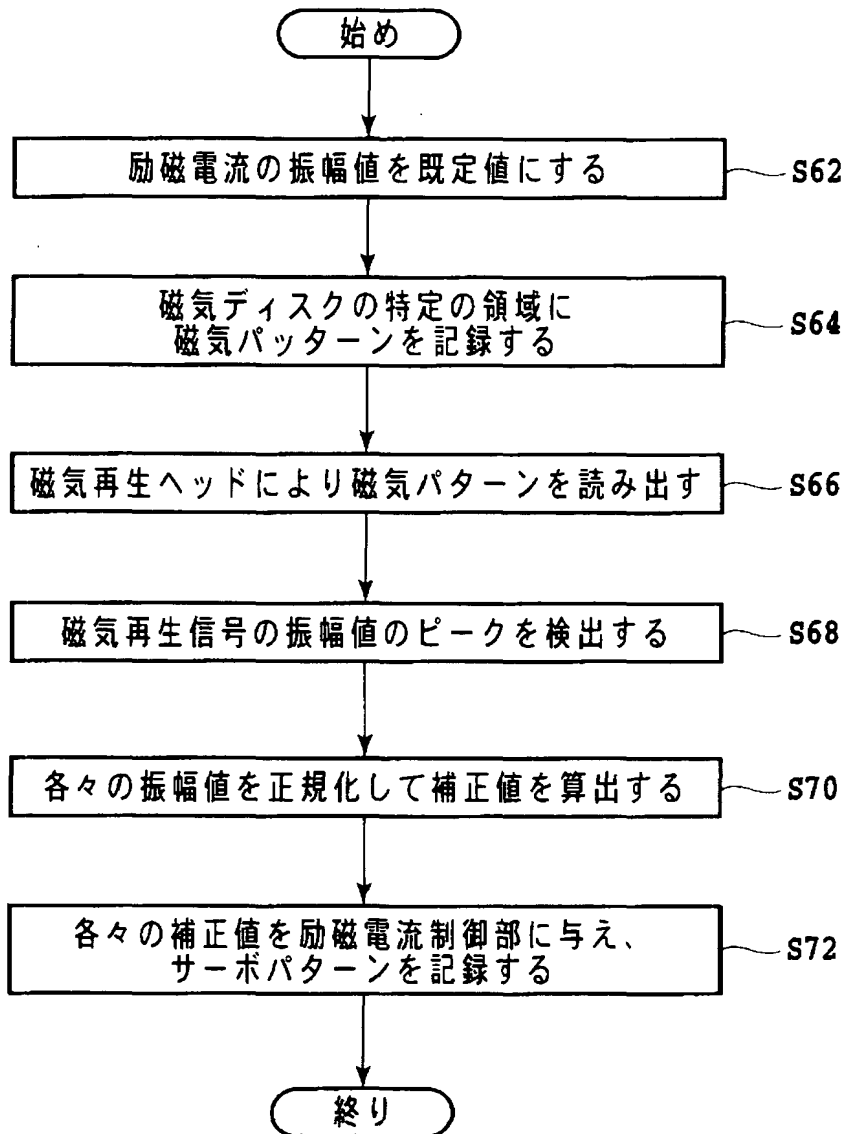 始め
励磁電流の振幅値を既定値にする
S62
磁気ディスクの特定の領域に
磁気パッターンを記録する
S64
磁気再生ヘッドにより磁気パターンを読み出す
S66
磁気再生信号の振幅値のピークを検出する
S68
各々の振幅値を正規化して補正値を算出する
S70
各々の補正値を励磁電流制御部に与え、
サーボパターンを記録する
S72
終り